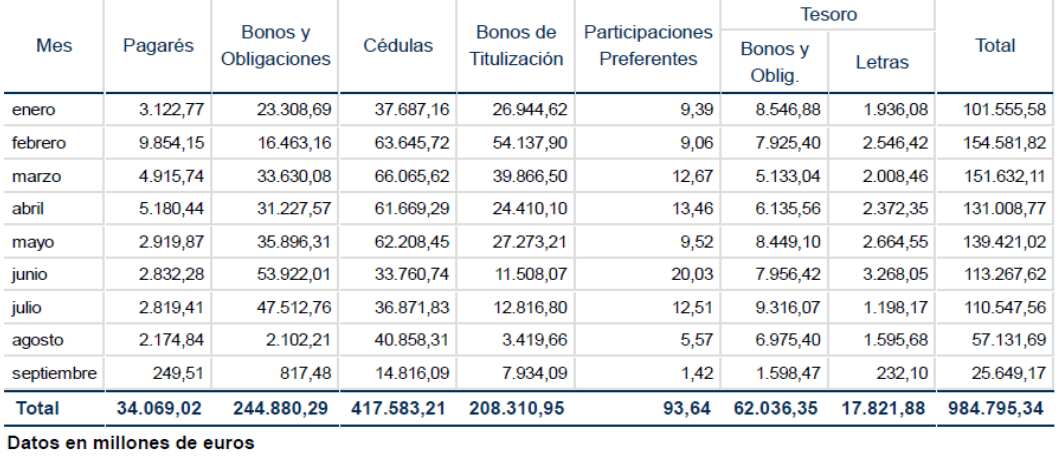 Mes Pagarés Bonos y Obligaciones Cédulas Bonos de Titulización Participaciones Preferentes Tesoro Total
Bonos y Oblig. Letras
enero 3.122,77 23.308,69 37.687,16 26.944,62 9,39 8.546,88 1.936,08 101.555,58
febrero 9.854,15 16.463,16 63.645,72 54.137,90 9,06 7.925,40 2.546,42 154.581,82
marzo 4.915,74 33.630,08 66.065,62 39.866,50 12,67 5.133,04 2.008,46 151.632,11
abril 5.180,44 31.227,57 61.669,29 24.410,10 13,46 6.135,56 2.372,35 131.008,77
mayo 2.919,87 35.896,31 62.208,45 27.273,21 9,52 8.449,10 2.664,55 139.421,02
junio 2.832,28 53.922,01 33.760,74 11.508,07 20,03 7.956,42 3.268,05 113.267,62
julio 2.819,41 47.512,76 36.871,83 12.816,80 12,51 9.316,07 1.198,17 110.547,56
agosto 2.174,84 2.102,21 40.858,31 3.419,66 5,57 6.975,40 1.595,68 57.131,69
septiembre 249,51 817,48 14.816,09 7.934,09 1,42 1.598,47 232,10 25.649,17
Total 34.069,02 244.880,29 417.583,21 208.310,95 93,64 62.036,35 17.821,88 984.795,34
Datos en millones de euros